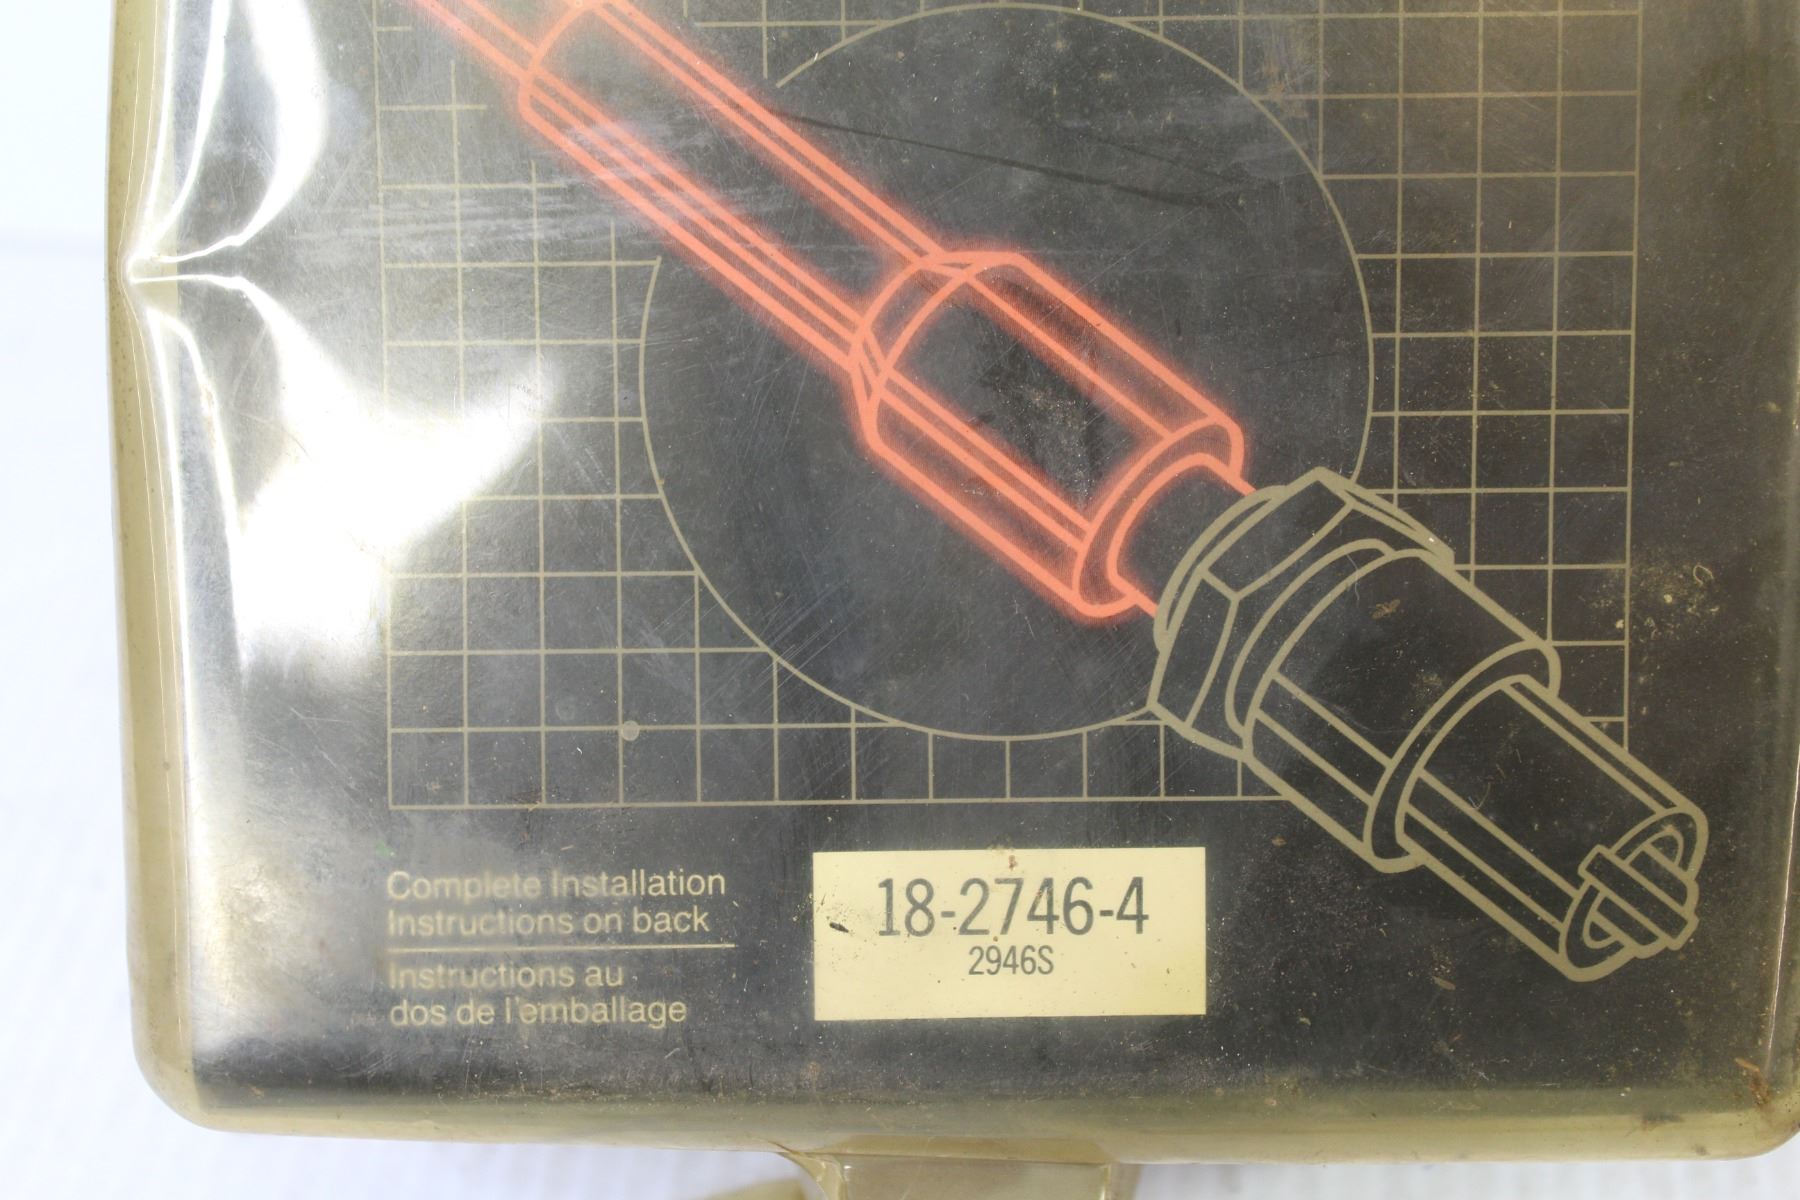 Complete Installation
Instructions on back
Instructions au
dos de l'emballage
18-2746-4
2946S